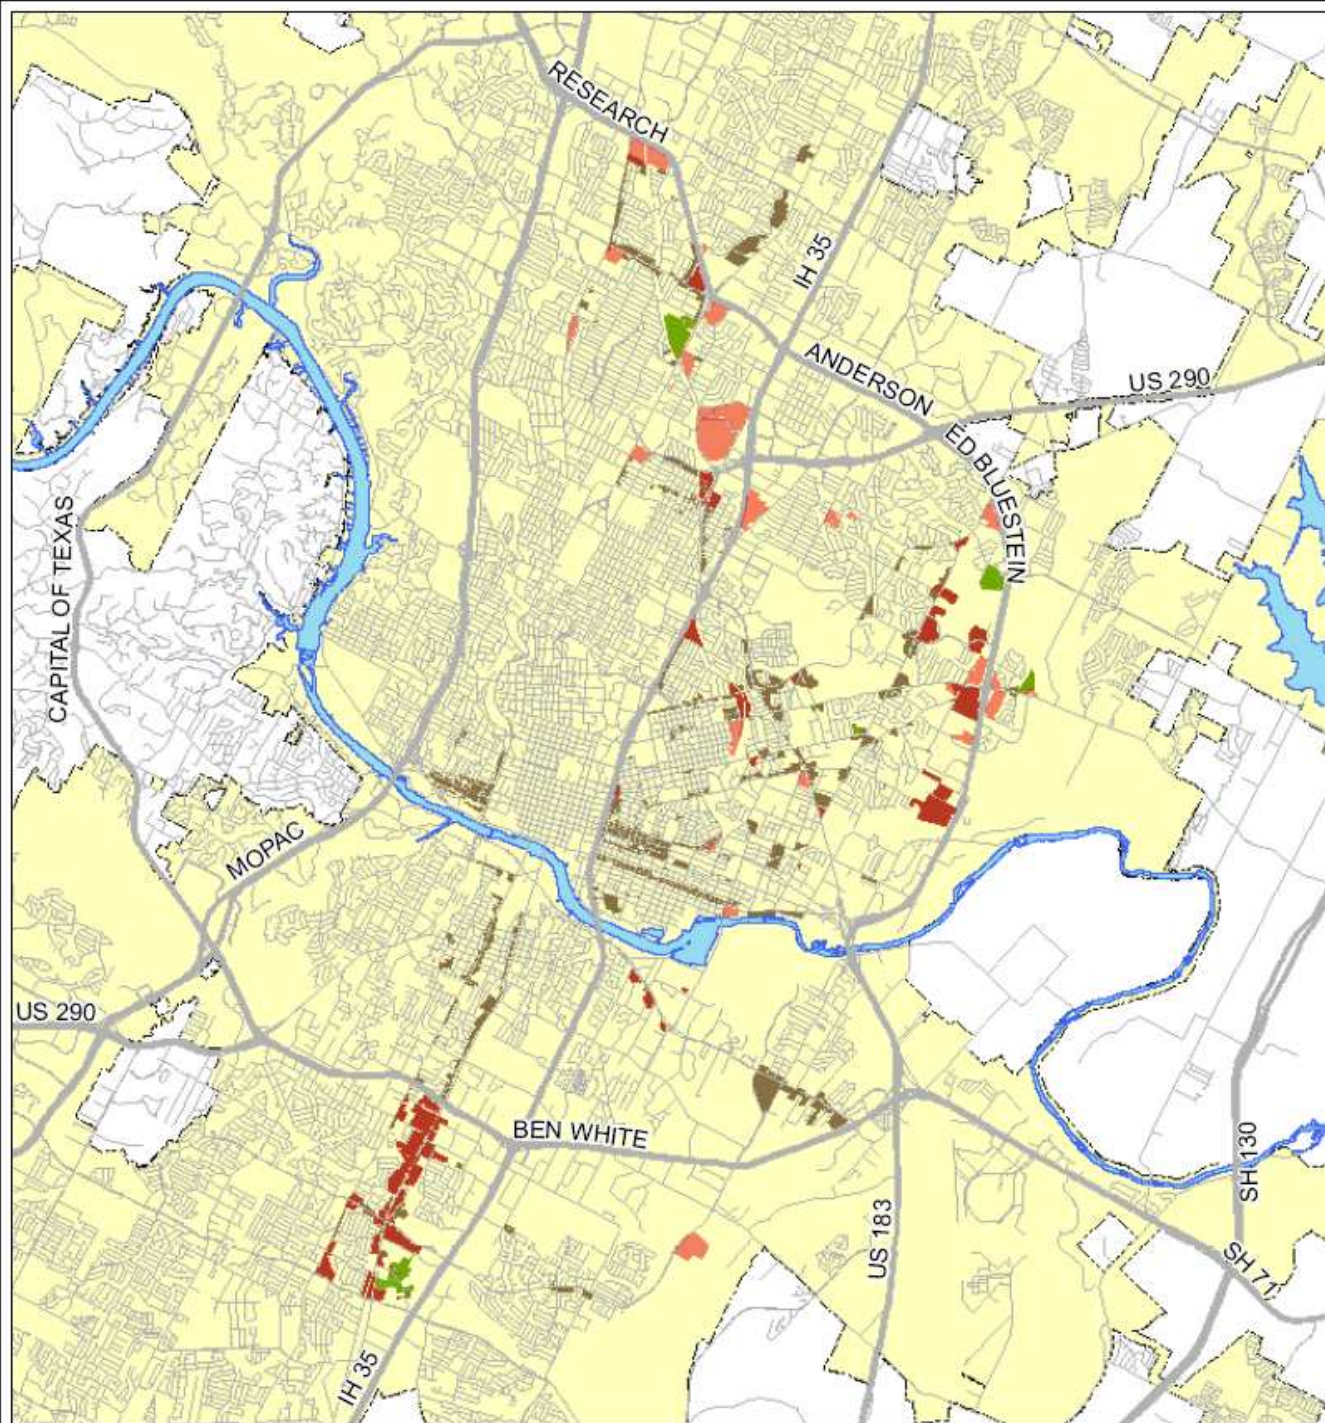 RESEARCH
IH 35
ANDERSON
US 290
ED BLUESTEIN
CAPITAL OF TEXAS
MOPAC
US 290
BEN WHITE
SH 130
US 183
SH 71
IH 35